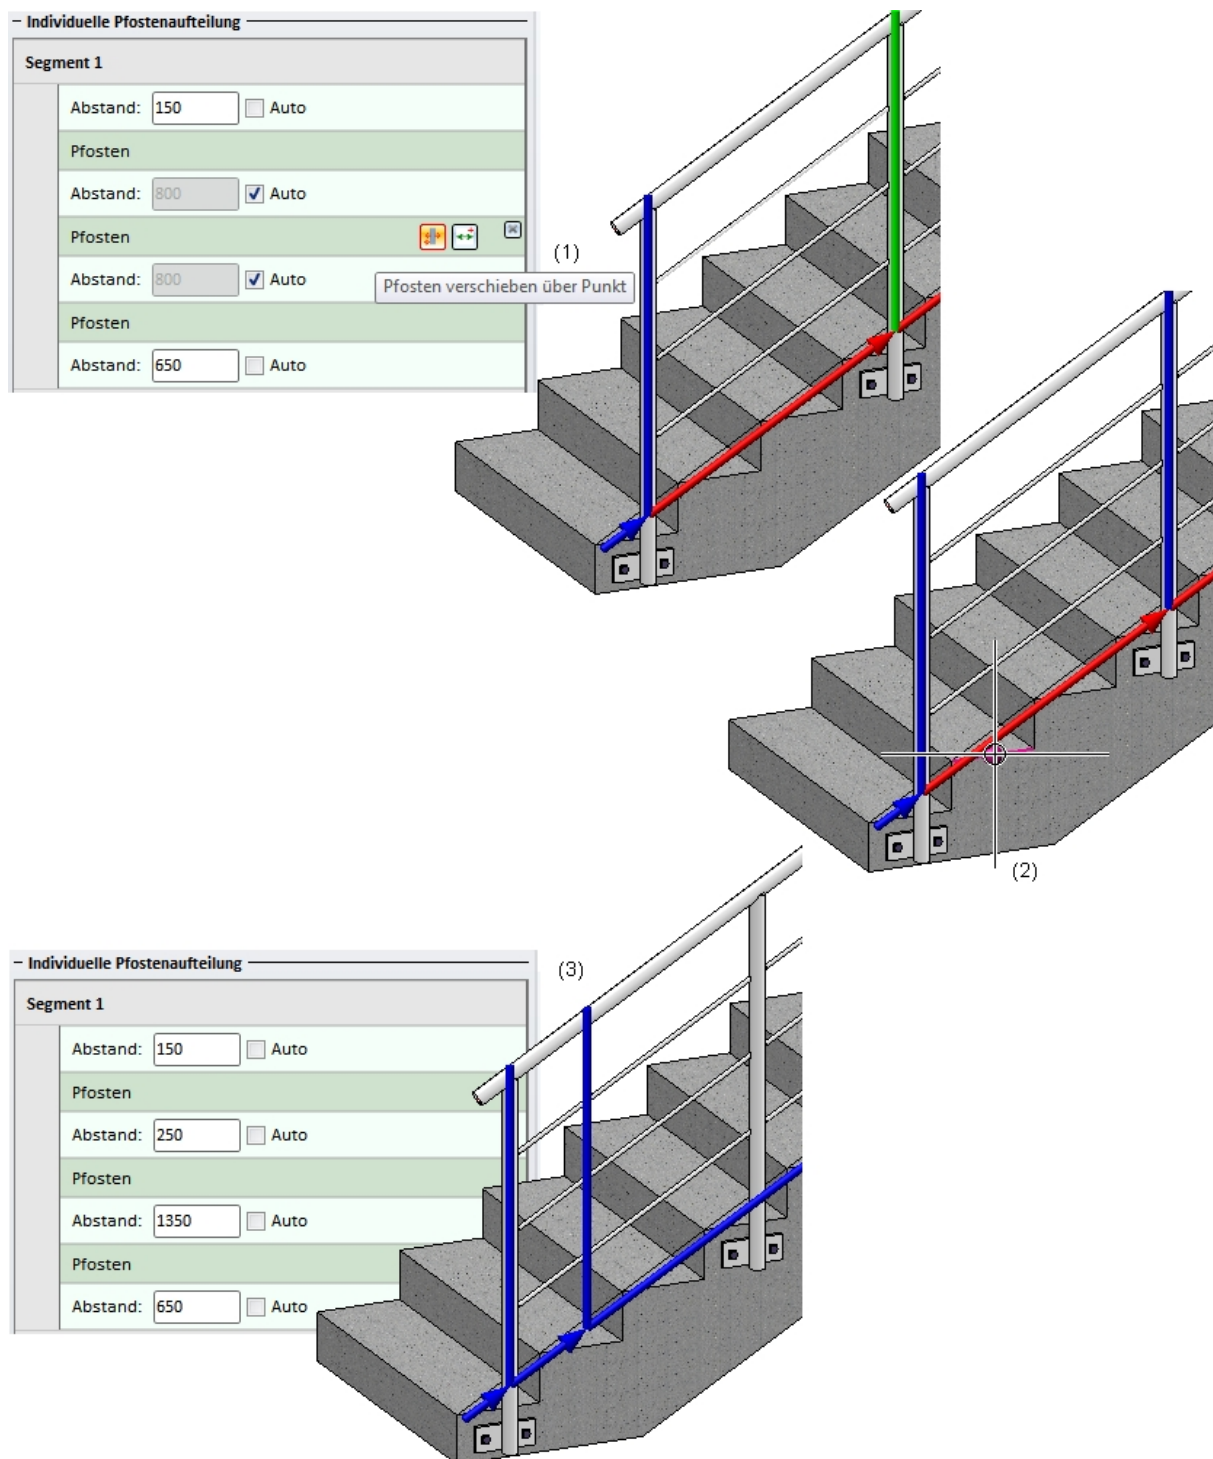 Individuelle Pfostenaufteilung
Segment 1
Abstand: 150 Auto
Pfosten
Abstand: 800 Auto
Pfosten
(1)
Abstand: 800 Auto
Pfosten verschieben über Punkt
Pfosten
Abstand: 650 Auto
(2)
Individuelle Pfostenaufteilung
(3)
Segment 1
Abstand: 150 Auto
Pfosten
Abstand: 250 Auto
Pfosten
Abstand: 1350 Auto
Pfosten
Abstand: 650 Auto